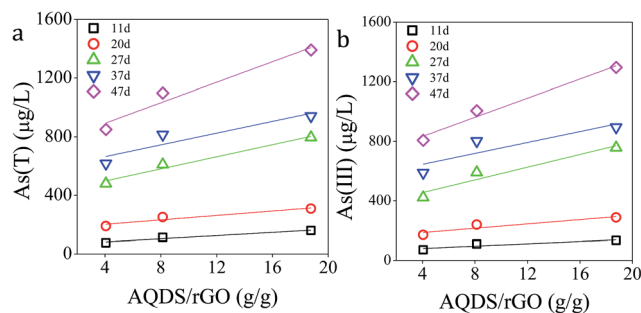 a
As(T) (μg/L)
1600
1200
800
400
0
11d
20d
27d
37d
47d
0 4 8 12 16 20
AQDS/rGO (g/g)
b
As(III) (μg/L)
1600
1200
800
400
0
11d
20d
27d
37d
47d
0 4 8 12 16 20
AQDS/rGO (g/g)